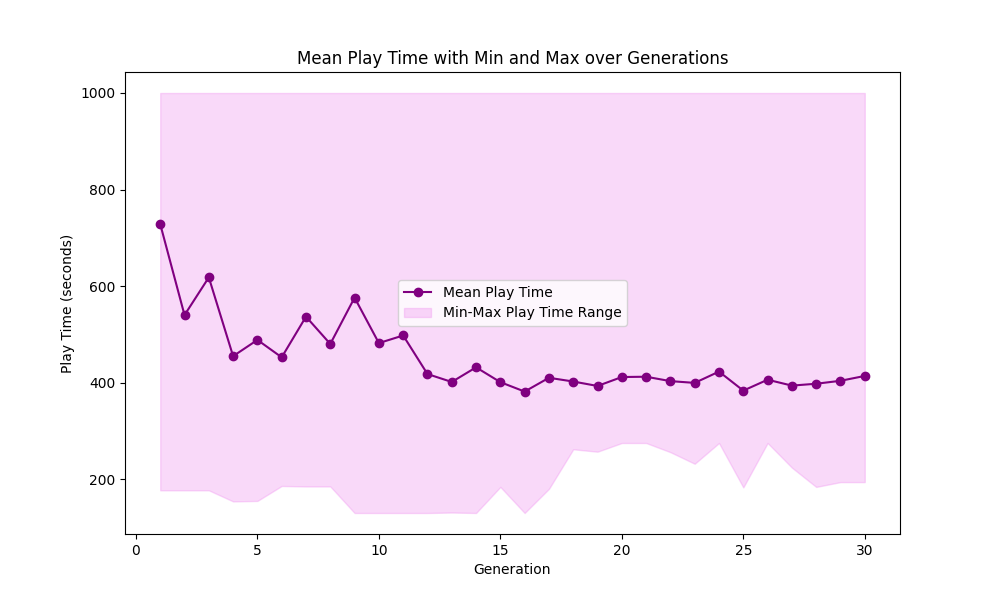 Mean Play Time with Min and Max over Generations
Play Time (seconds)
1000
800
600
400
200
Mean Play Time
Min-Max Play Time Range
0 5 10 15 20 25 30
Generation